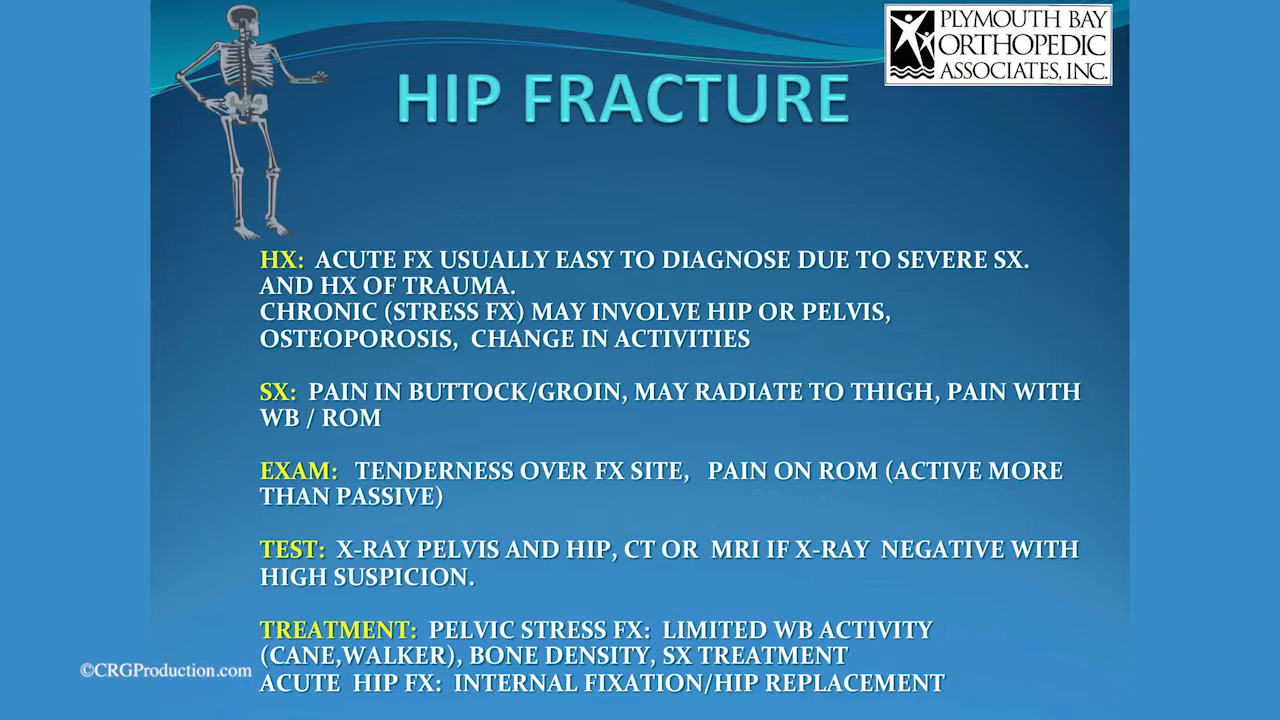 PLYMOUTH BAY
ORTHOPEDIC
ASSOCIATES, INC.
HIP FRACTURE
HX: ACUTE FX USUALLY EASY TO DIAGNOSE DUE TO SEVERE SX.
AND HX OF TRAUMA.
CHRONIC (STRESS FX) MAY INVOLVE HIP OR PELVIS,
OSTEOPOROSIS, CHANGE IN ACTIVITIES
SX: PAIN IN BUTTOCK/GROIN, MAY RADIATE TO THIGH, PAIN WITH
WB / ROM
EXAM: TENDERNESS OVER FX SITE, PAIN ON ROM (ACTIVE MORE
THAN PASSIVE)
TEST: X-RAY PELVIS AND HIP, CT OR MRI IF X-RAY NEGATIVE WITH
HIGH SUSPICION.
TREATMENT: PELVIC STRESS FX: LIMITED WB ACTIVITY
(CANE,WALKER), BONE DENSITY, SX TREATMENT
ACUTE HIP FX: INTERNAL FIXATION/HIP REPLACEMENT
©CRGProduction.com